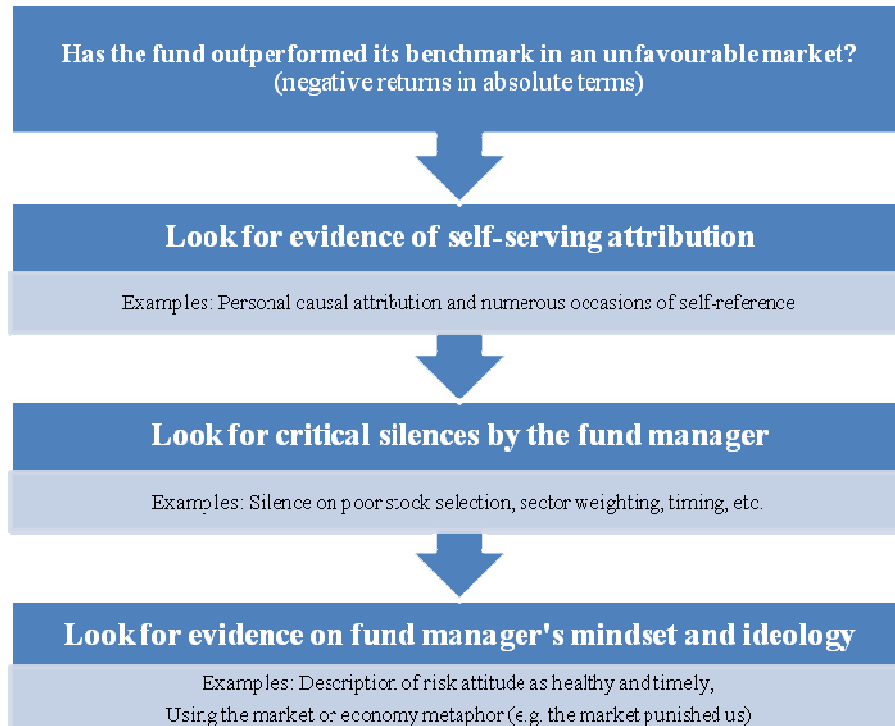 Has the fund outperformed its benchmark in an unfavourable market?
(negative returns in absolute terms)
Look for evidence of self-serving attribution
Examples: Personal causal attribution and numerous occasions of self-reference
Look for critical silences by the fund manager
Examples: Silence on poor stock selection, sector weighting, timing, etc.
Look for evidence on fund manager's mindset and ideology
Examples: Description of risk attitude as healthy and timely,
Using the market or economy metaphor (e.g. the market punished us)